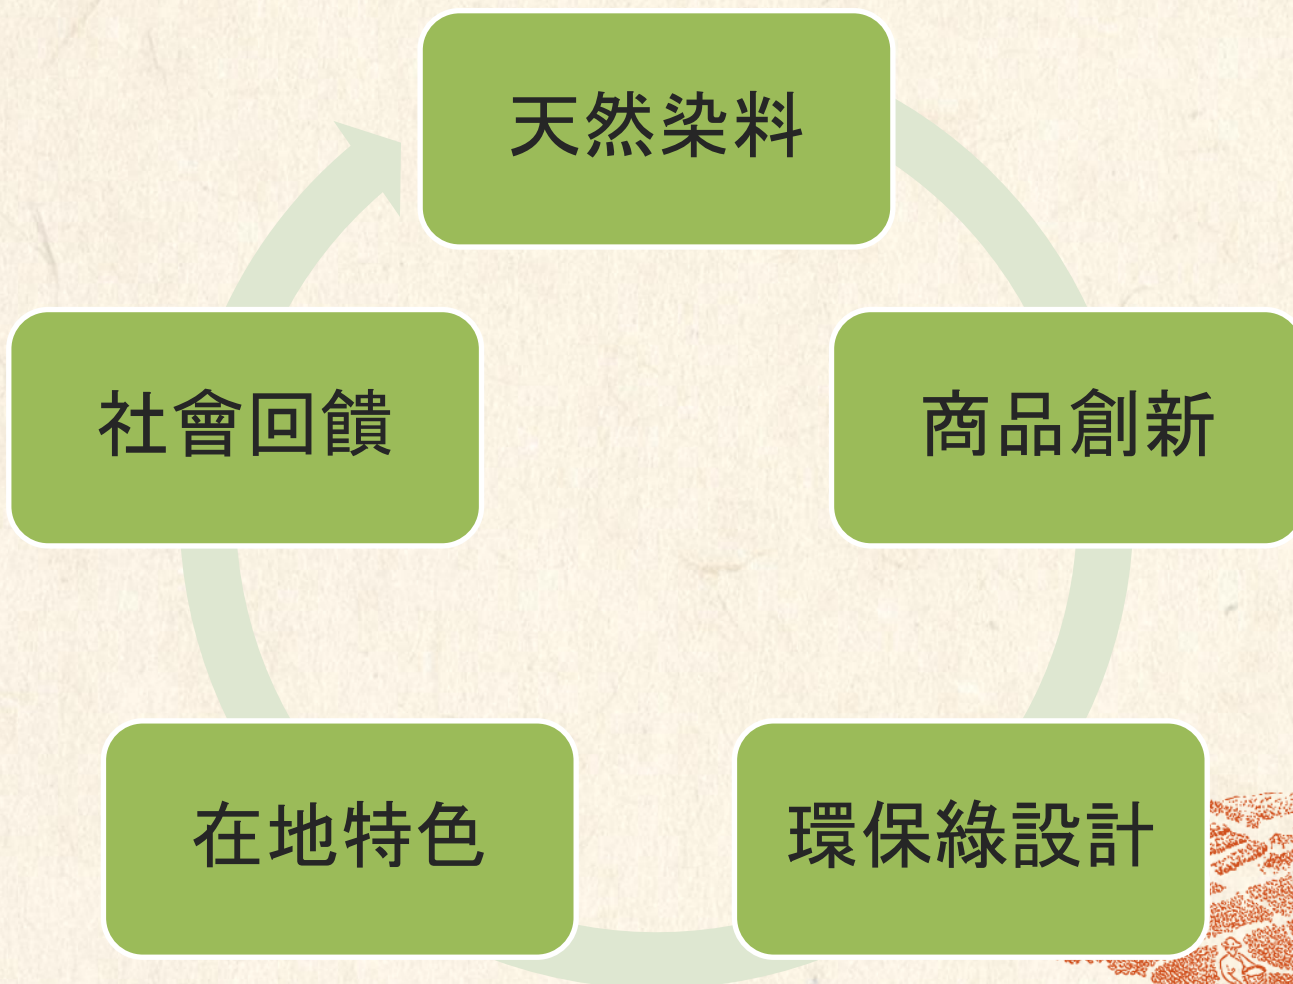 天然染料
商品創新
環保綠設計
在地特色
社會回饋